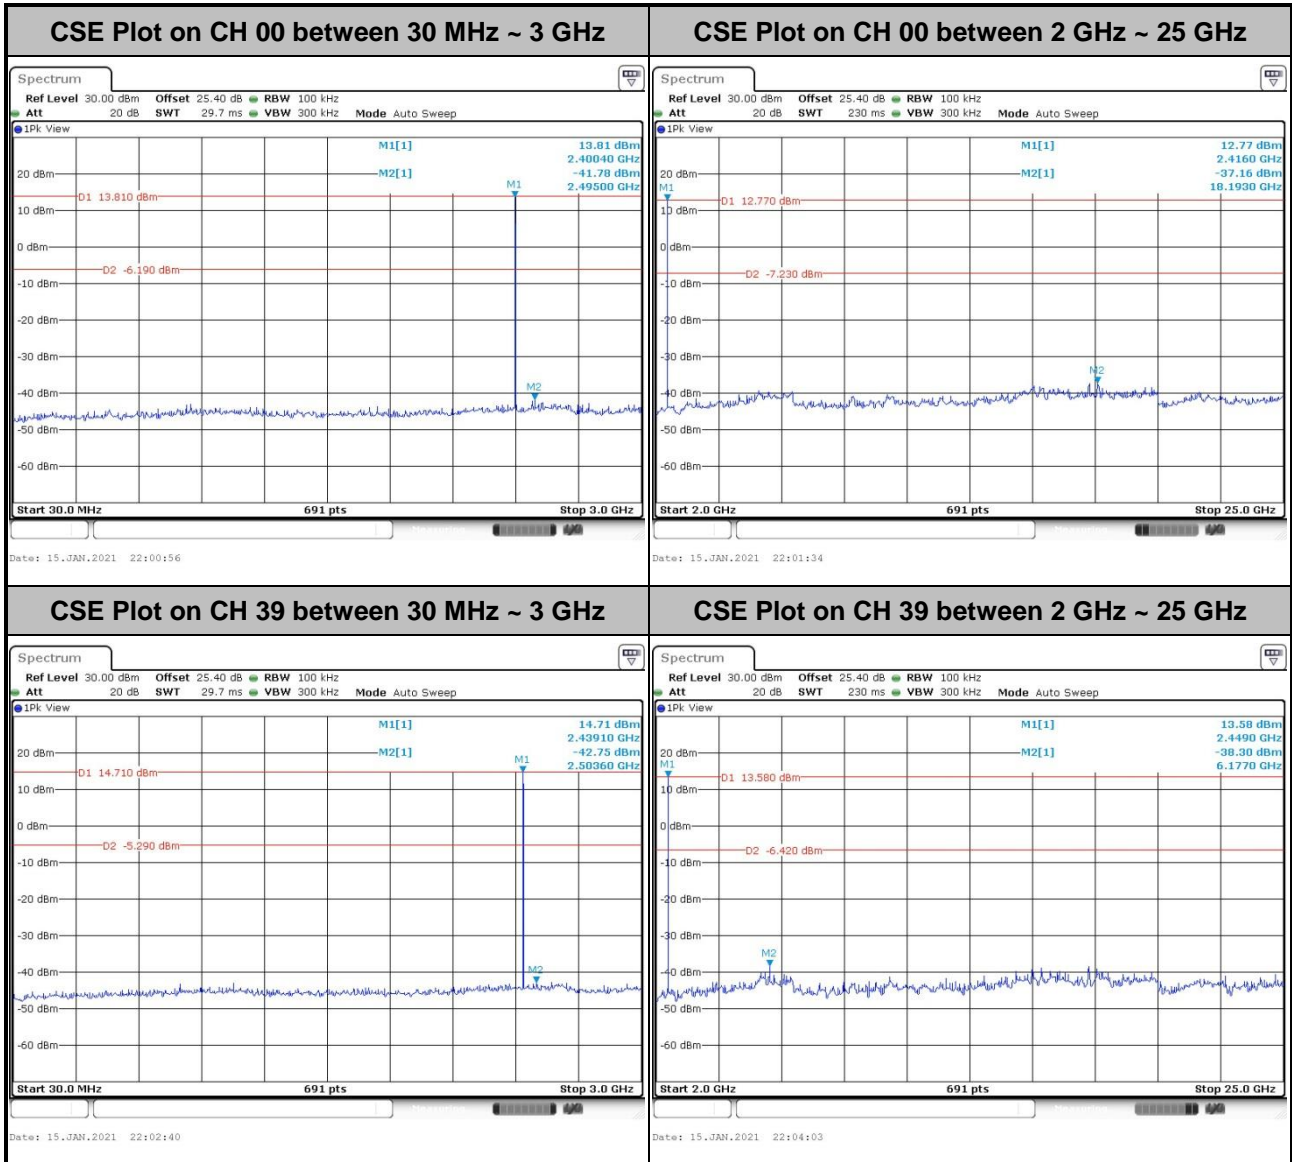 CSE Plot on CH 00 between 30 MHz ~ 3 GHz
Spectrum
Ref Level 30.00 dBm Offset 25.40 dB RBW 100 kHz
Att 20 dB SWT 29.7 ms VBW 300 kHz Mode Auto Sweep
1Pk View
M1[1] 13.81 dBm
2.40040 GHz
20 dBm M2[1] -41.78 dBm
M1 2.49500 GHz
D1 13.810 dBm
10 dBm
0 dBm
D2 -6.190 dBm
-10 dBm
-20 dBm
-30 dBm
M2
-40 dBm
-50 dBm
-60 dBm
Start 30.0 MHz 691 pts Stop 3.0 GHz
Date: 15.JAN.2021 22:00:56
CSE Plot on CH 00 between 2 GHz ~ 25 GHz
Spectrum
Ref Level 30.00 dBm Offset 25.40 dB RBW 100 kHz
Att 20 dB SWT 230 ms VBW 300 kHz Mode Auto Sweep
1Pk View
M1[1] 12.77 dBm
2.4160 GHz
20 dBm M2[1] -37.16 dBm
M1 18.1930 GHz
D1 12.770 dBm
10 dBm
0 dBm
D2 -7.230 dBm
-10 dBm
-20 dBm
-30 dBm
M2
-40 dBm
-50 dBm
-60 dBm
Start 2.0 GHz 691 pts Stop 25.0 GHz
Date: 15.JAN.2021 22:01:34
CSE Plot on CH 39 between 30 MHz ~ 3 GHz
Spectrum
Ref Level 30.00 dBm Offset 25.40 dB RBW 100 kHz
Att 20 dB SWT 29.7 ms VBW 300 kHz Mode Auto Sweep
1Pk View
M1[1] 14.71 dBm
2.43910 GHz
20 dBm M2[1] -42.75 dBm
M1 2.50360 GHz
D1 14.710 dBm
10 dBm
0 dBm
D2 -5.290 dBm
-10 dBm
-20 dBm
-30 dBm
M2
-40 dBm
-50 dBm
-60 dBm
Start 30.0 MHz 691 pts Stop 3.0 GHz
Date: 15.JAN.2021 22:02:40
CSE Plot on CH 39 between 2 GHz ~ 25 GHz
Spectrum
Ref Level 30.00 dBm Offset 25.40 dB RBW 100 kHz
Att 20 dB SWT 230 ms VBW 300 kHz Mode Auto Sweep
1Pk View
M1[1] 13.58 dBm
2.4490 GHz
20 dBm M2[1] -38.30 dBm
M1 6.1770 GHz
D1 13.580 dBm
10 dBm
0 dBm
D2 -6.420 dBm
-10 dBm
-20 dBm
-30 dBm
M2
-40 dBm
-50 dBm
-60 dBm
Start 2.0 GHz 691 pts Stop 25.0 GHz
Date: 15.JAN.2021 22:04:03